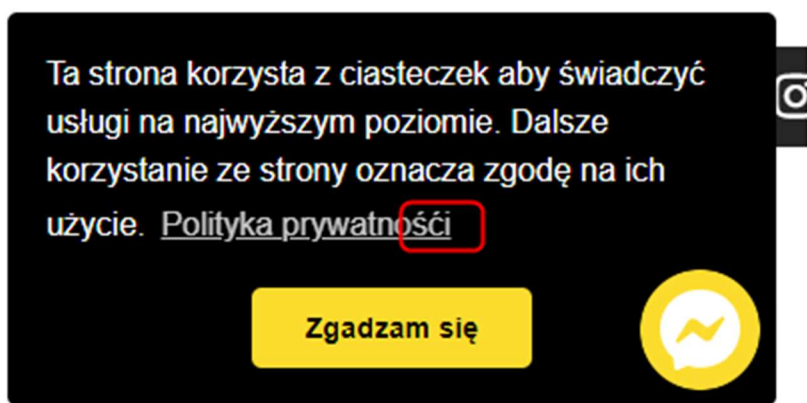 Ta strona korzysta z ciasteczek aby świadczyć
usługi na najwyższym poziomie. Dalsze
korzystanie ze strony oznacza zgodę na ich
użycie. Polityka prywatnośći
Zgadzam się